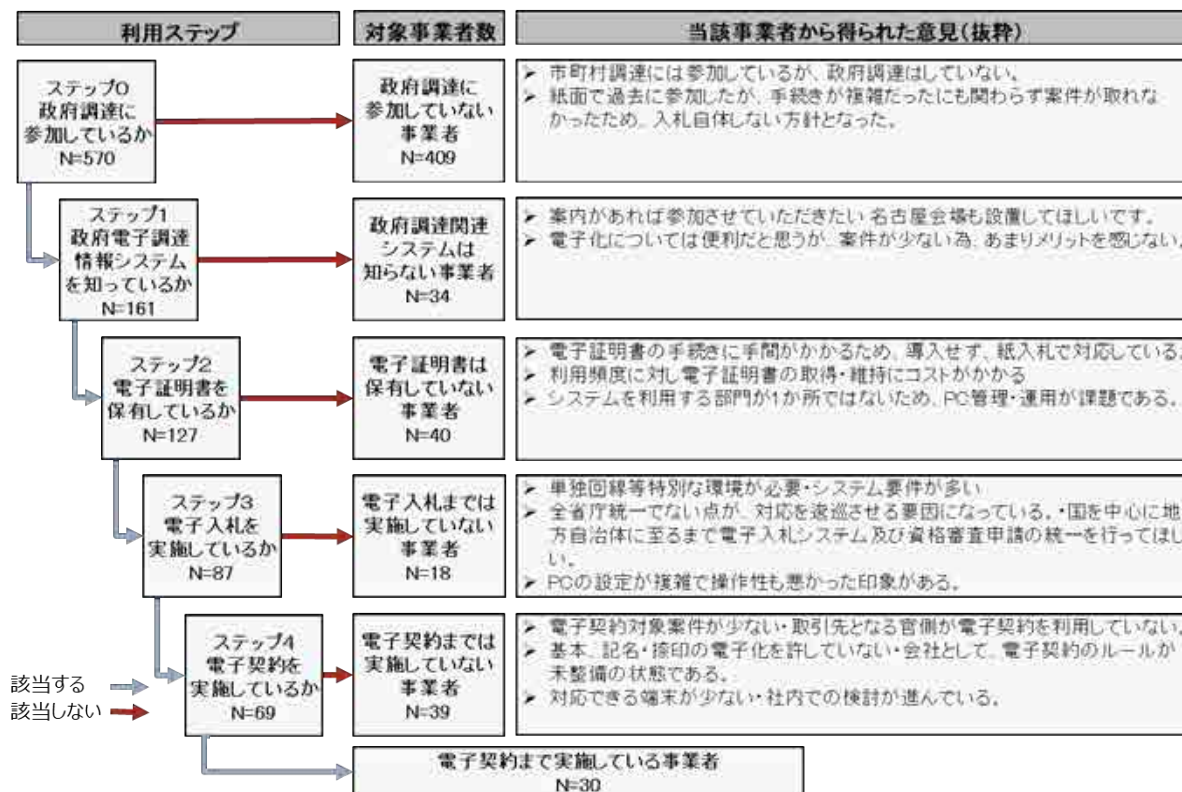 利用ステップ
対象事業者数
当該事業者から得られた意見(抜粋)
ステップ0
政府調達に
参加しているか
N=570
政府調達に
参加していない
事業者
N=409
➢ 市町村調達には参加しているが、政府調達はしていない。
➢ 紙面で過去に参加したが、手続きが複雑だったにも関わらず案件が取れな
かったため、入札自体しない方針となった。
ステップ1
政府電子調達
情報システム
を知っているか
N=161
政府調達関連
システムは
知らない事業者
N=34
➢ 案内があれば参加させていただきたい 名古屋会場も設置してほしいです。
➢ 電子化については便利だと思うが、案件が少ない為、あまりメリットを感じない。
ステップ2
電子証明書を
保有しているか
N=127
電子証明書は
保有していない
事業者
N=40
➢ 電子証明書の手続きに手間がかかるため、導入せず、紙入札で対応している。
➢ 利用頻度に対し電子証明書の取得・維持にコストがかかる
➢ システムを利用する部門が1か所ではないため、PC管理・運用が課題である。
ステップ3
電子入札を
実施しているか
N=87
電子入札までは
実施していない
事業者
N=18
➢ 単独回線等特別な環境が必要・システム要件が多い
➢ 全省庁統一でない点が、対応を逡巡させる要因になっている。・国を中心に地
方自治体に至るまで電子入札システム及び資格審査申請の統一を行ってほし
い。
➢ PCの設定が複雑で操作性も悪かった印象がある。
ステップ4
電子契約を
実施しているか
N=69
電子契約までは
実施していない
事業者
N=39
➢ 電子契約対象案件が少ない・取引先となる官側が電子契約を利用していない。
➢ 基本、記名・捺印の電子化を許していない・会社として、電子契約のルールが
未整備の状態である。
➢ 対応できる端末が少ない・社内での検討が進んでいる。
該当する
該当しない
電子契約まで実施している事業者
N=30